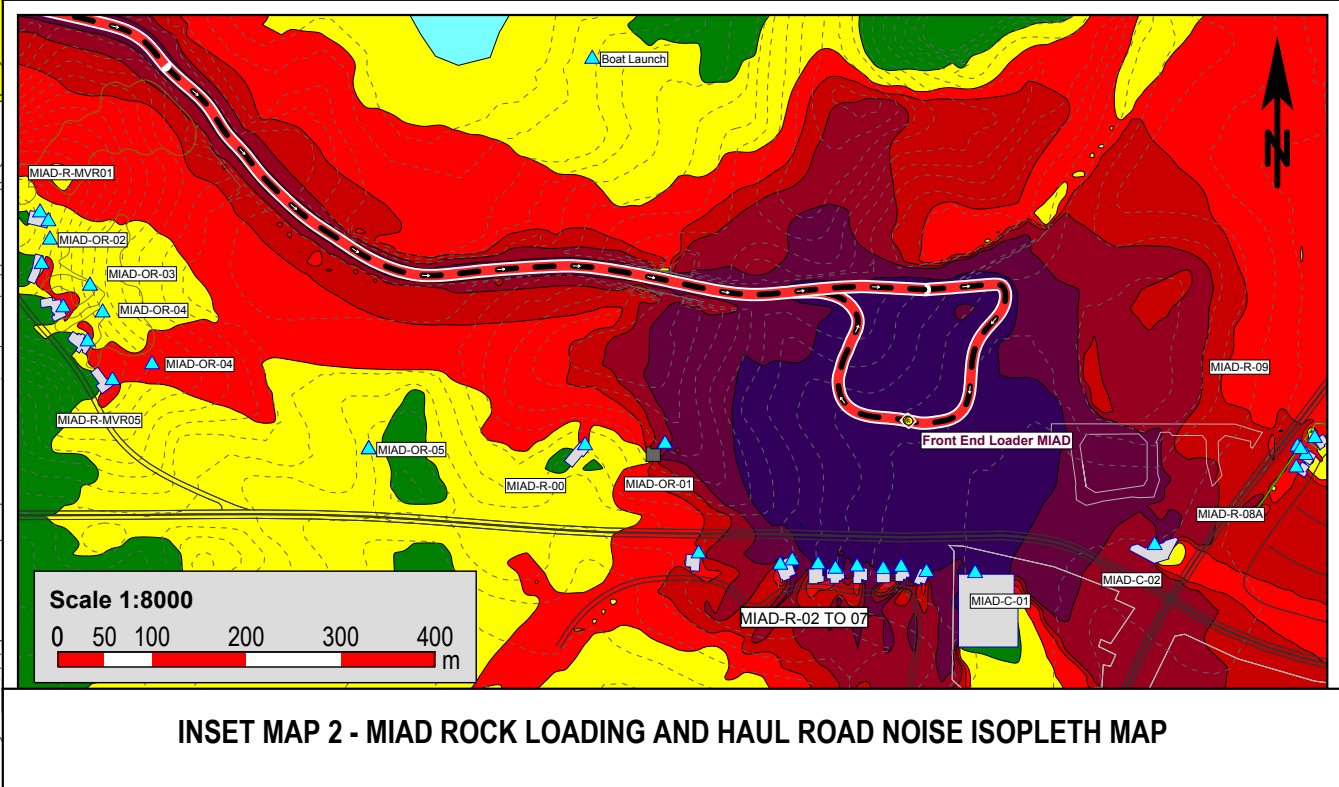 Boat Launch
N
MIAD-R-MVR01
MIAD-OR-02
MIAD-OR-03
MIAD-OR-04
MIAD-OR-04
MIAD-R-09
MIAD-R-MVR05
Front End Loader MIAD
MIAD-OR-05
MIAD-R-00
MIAD-OR-01
MIAD-R-08A
MIAD-C-02
MIAD-C-01
MIAD-R-02 TO 07
Scale 1:8000
0 50 100 200 300 400
m
INSET MAP 2 - MIAD ROCK LOADING AND HAUL ROAD NOISE ISOPLETH MAP